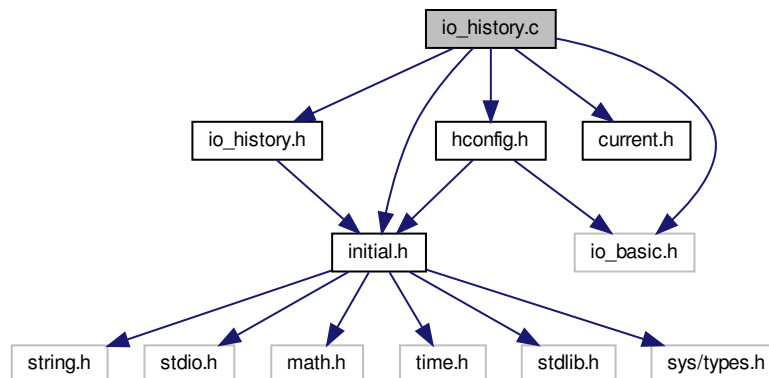 io_history.c
io_history.h
hconfig.h
current.h
initial.h
io_basic.h
string.h
stdio.h
math.h
time.h
stdlib.h
sys/types.h